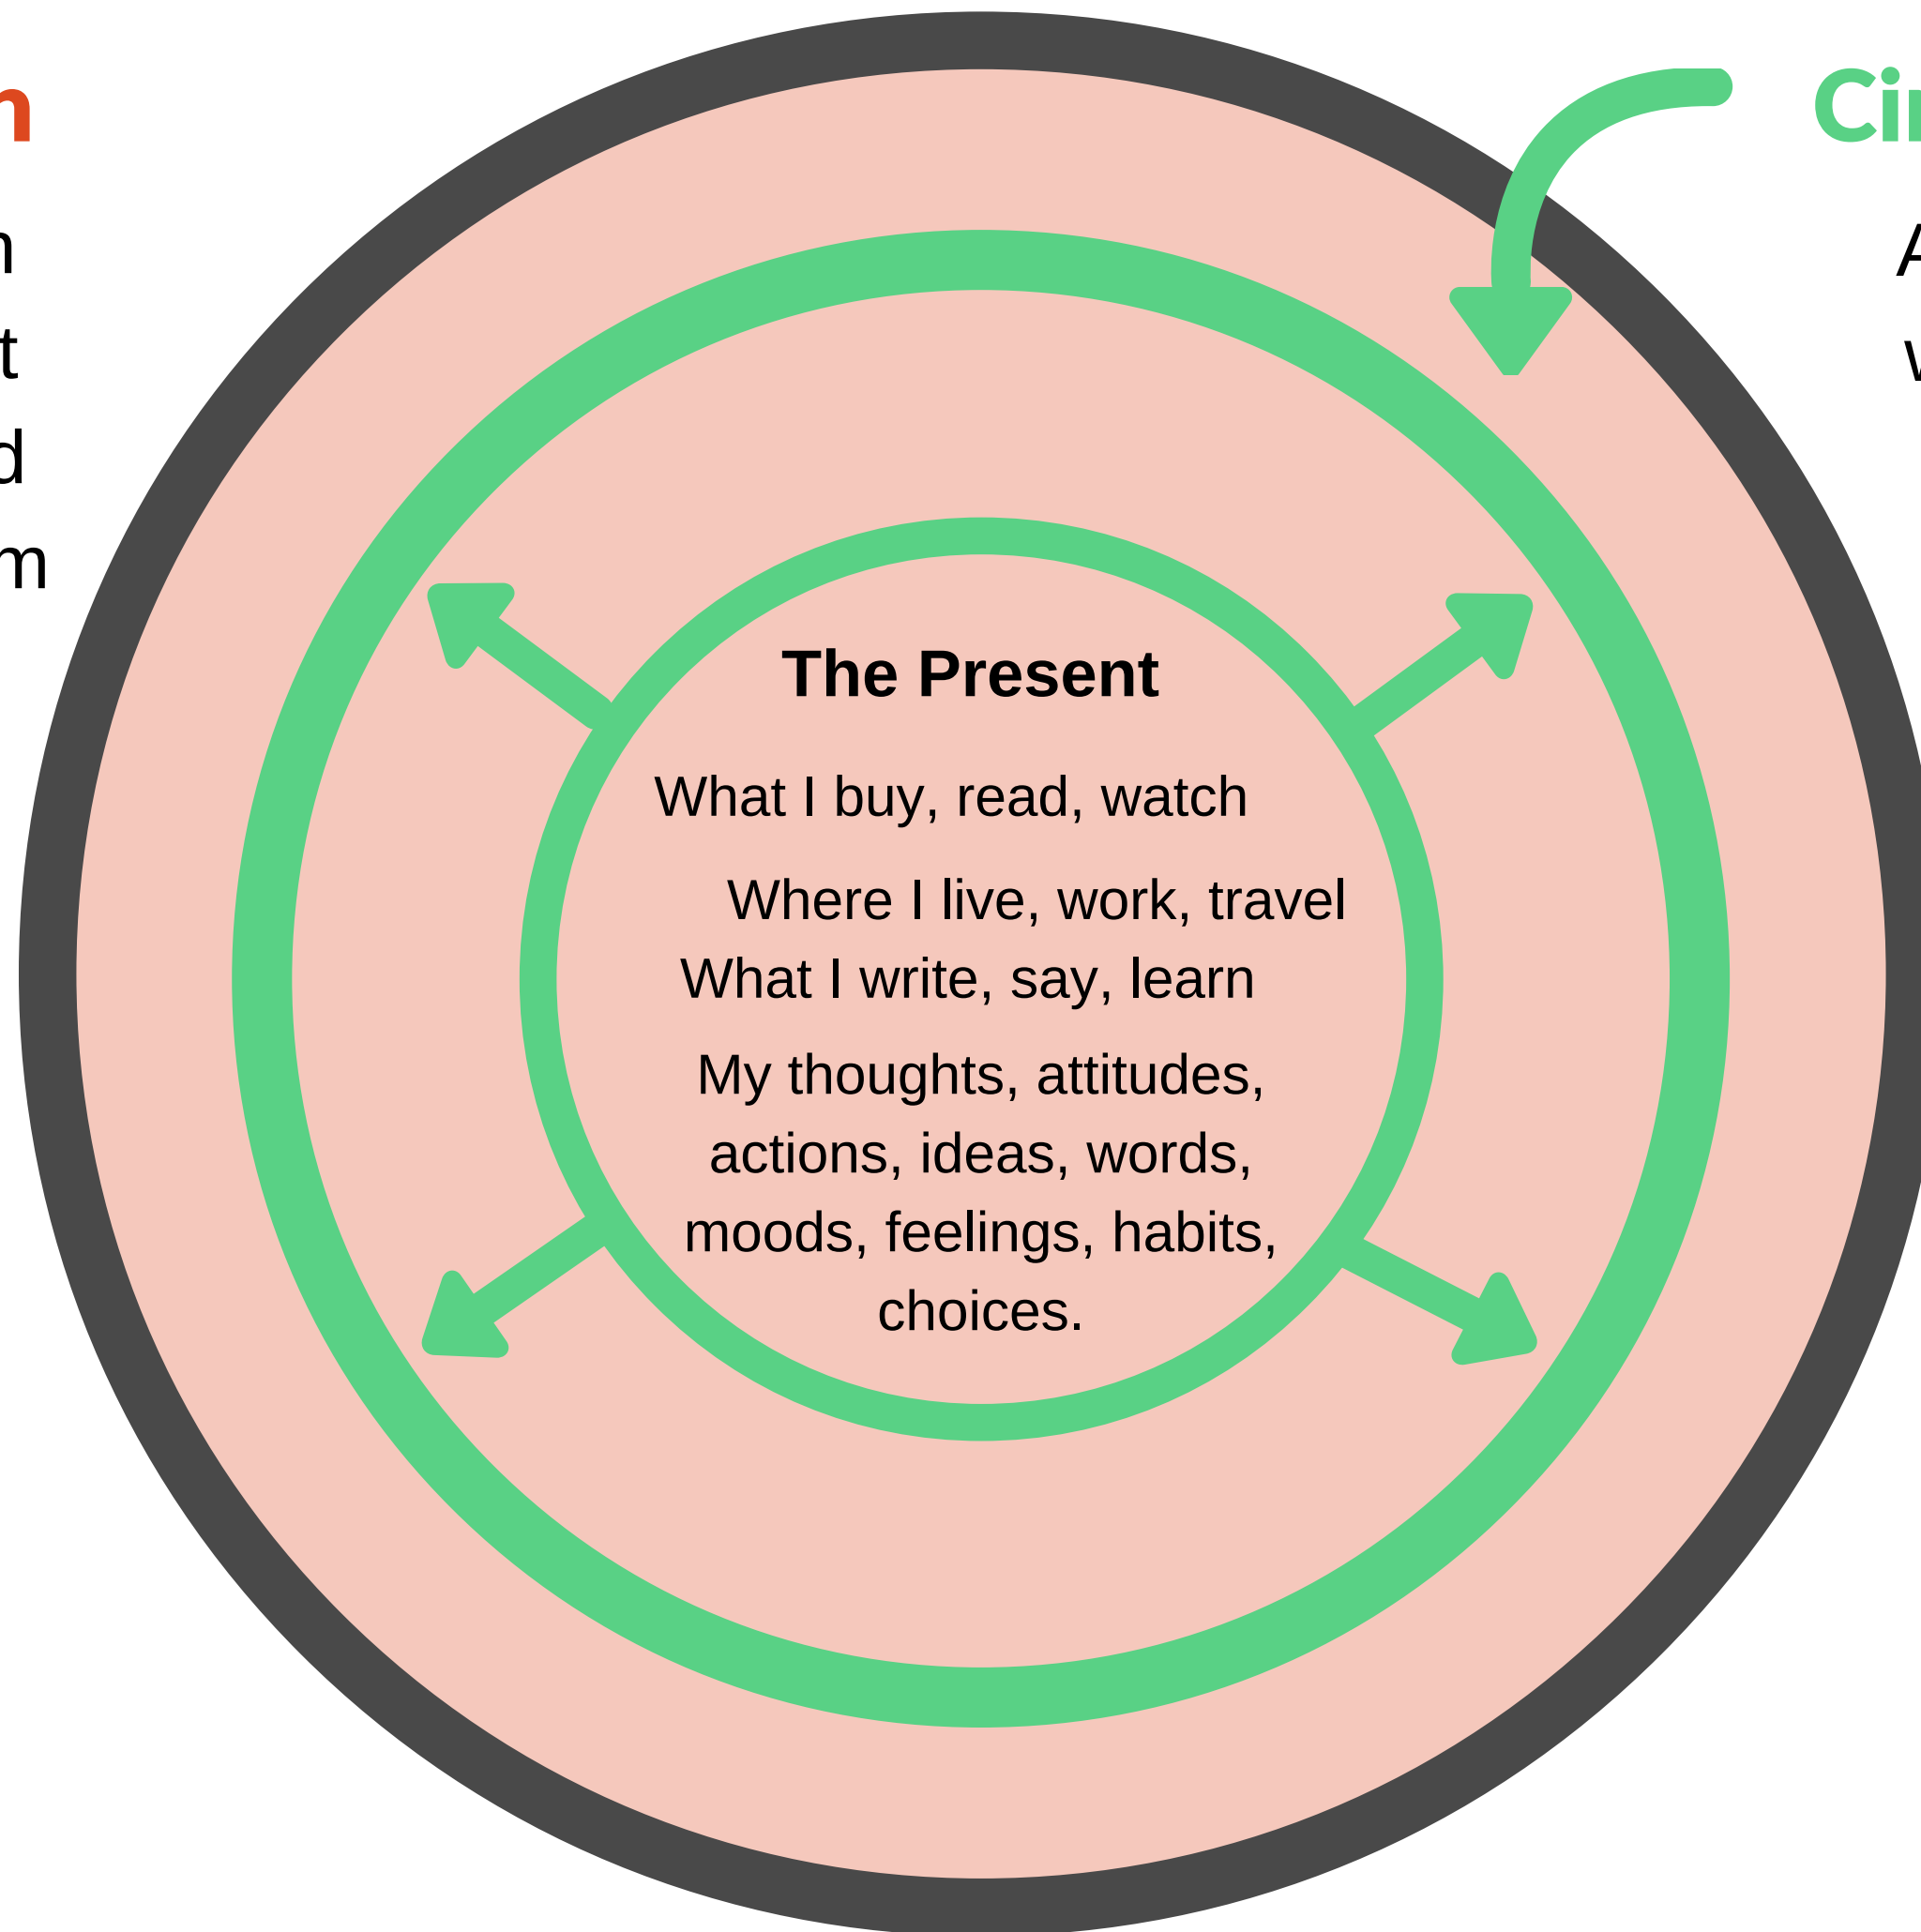 The Present
What I buy, read, watch
Where I live, work, travel
What I write, say, learn
My thoughts, attitudes,
actions, ideas, words,
moods, feelings, habits,
choices.